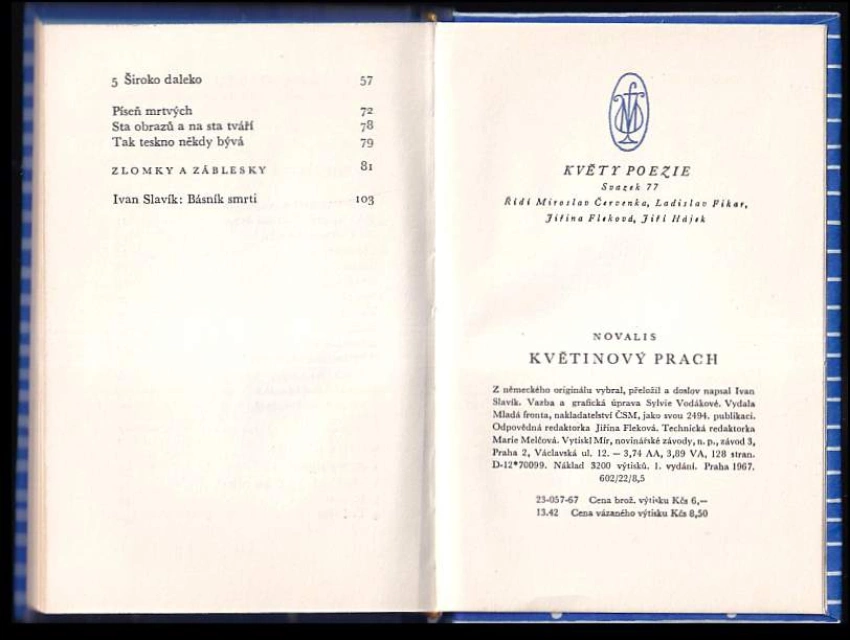 5 Široko daleko 57
Píseň mrtvých 72
Sta obrazů a na sta tváří 78
Tak teskno někdy bývá 79
ZLOMKY A ZÁBLESKY 81
Ivan Slavík: Básník smrti 103
KVĚTY POEZIE
Svazek 77
Řídí Miroslav Červenka, Ladislav Fikar,
Jiřina Fleková, Jiří Hájek
NOVALIS
KVĚTINOVÝ PRACH
Z německého originálu vybral, přeložil a doslov napsal Ivan
Slavík. Vazba a grafická úprava Sylvie Vodákové. Vydala
Mladá fronta, nakladatelství ČSM, jako svou 2494. publikaci.
Odpovědná redaktorka Jiřina Fleková. Technická redaktorka
Marie Melčová. Vytiskl Mír, novinářské závody, n. p., závod 3,
Praha 2, Václavská ul. 12. — 3,74 AA, 3,89 VA, 128 stran.
D-12*70099. Náklad 3200 výtisků. 1. vydání. Praha 1967.
602/22/8,5
23-057-67 Cena brož. výtisku Kčs 6,—
13.42 Cena vázaného výtisku Kčs 8,50